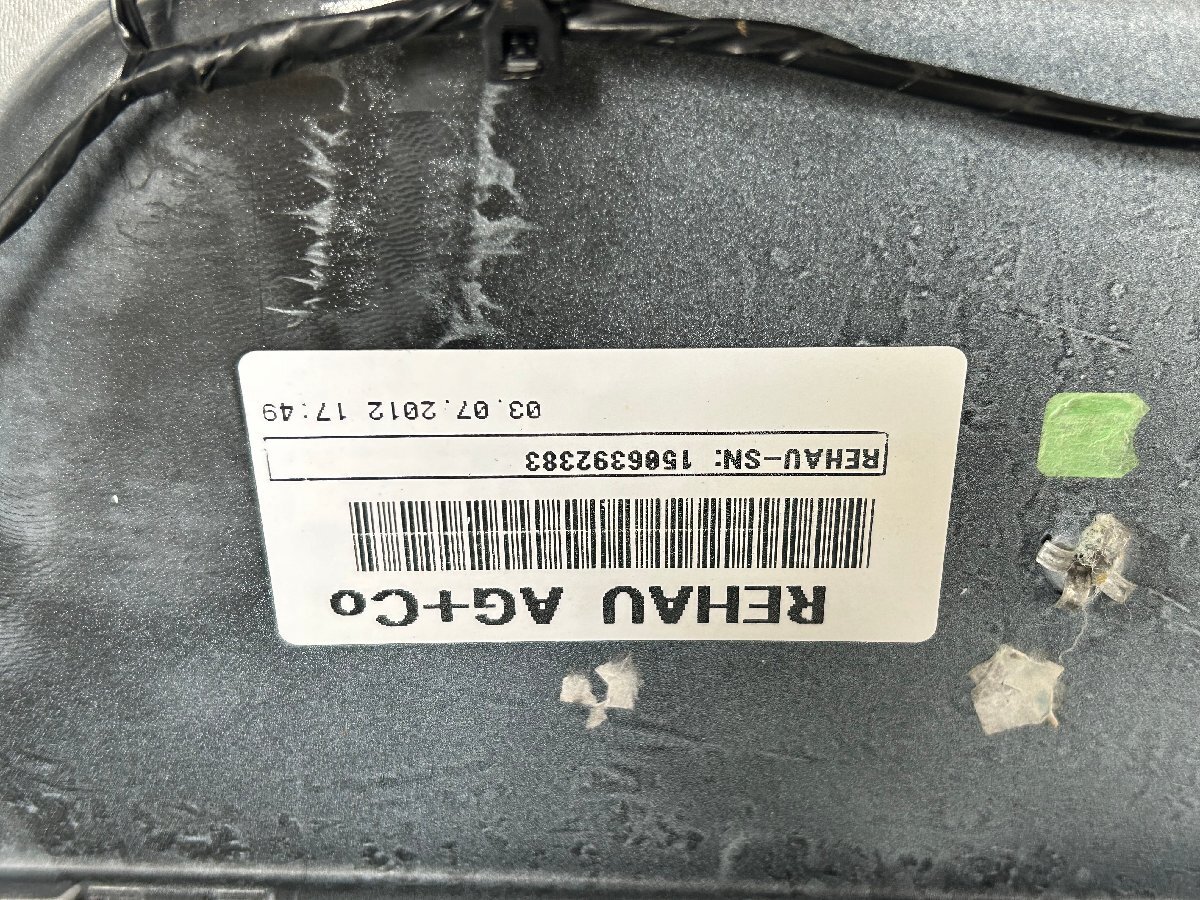 REHAU AG+Co
REHAU-SN: 1506392383
03.07.2012 17:49